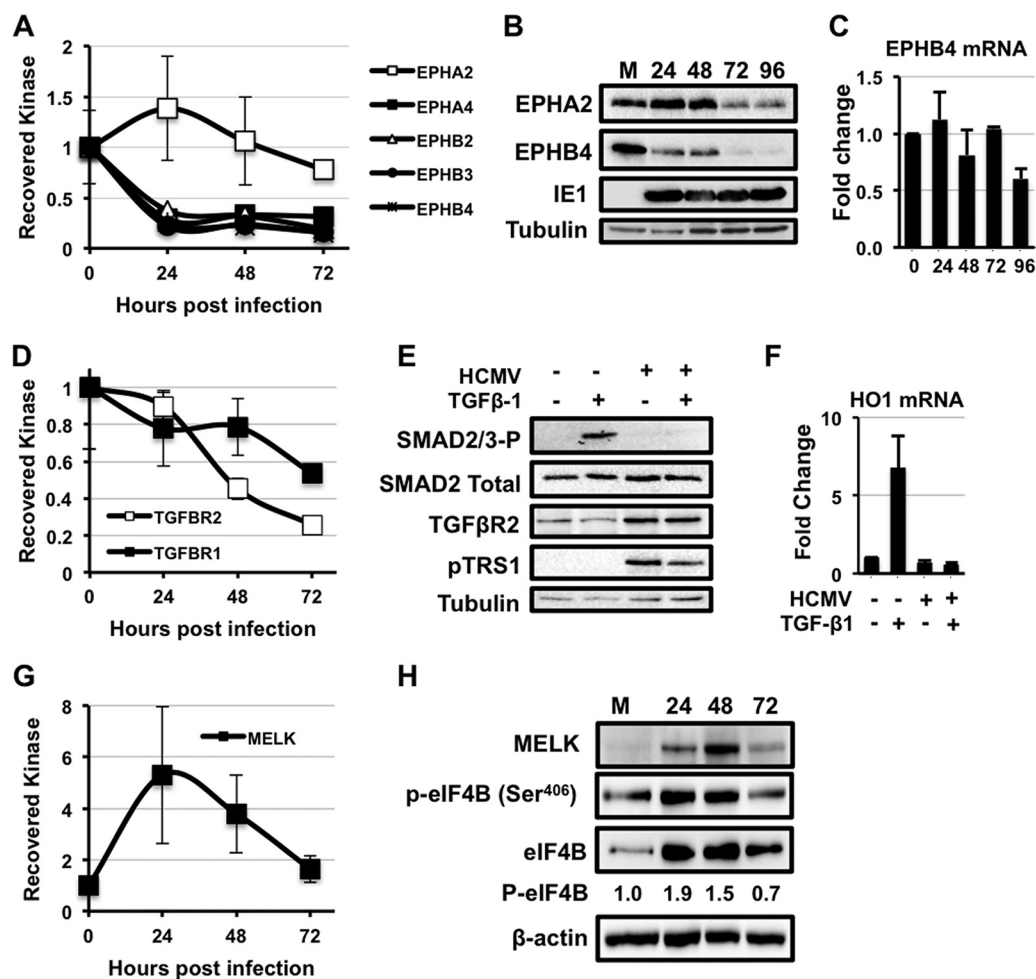 A
2
1.5
1
0.5
0
Recovered Kinase
0 24 48 72
Hours post infection
EPHA2
EPHA4
EPHB2
EPHB3
EPHB4
B
M 24 48 72 96
EPHA2
EPHB4
IE1
Tubulin
C
EPHB4 mRNA
1.5
1.0
0.5
0.0
Fold change
0 24 48 72 96
D
1
0.8
0.6
0.4
0.2
0
Recovered Kinase
TGFBR2
TGFBR1
0 24 48 72
Hours post infection
E
HCMV - - + +
TGFβ-1 - + - +
SMAD2/3-P
SMAD2 Total
TGFβR2
pTRS1
Tubulin
F
HO1 mRNA
10
5
0
Fold Change
HCMV - - + +
TGF-β1 - + - +
G
8
6
4
2
0
Recovered Kinase
MELK
0 24 48 72
Hours post infection
H
M 24 48 72
MELK
p-eIF4B (Ser⁴⁰⁶)
eIF4B
P-eIF4B 1.0 1.9 1.5 0.7
β-actin